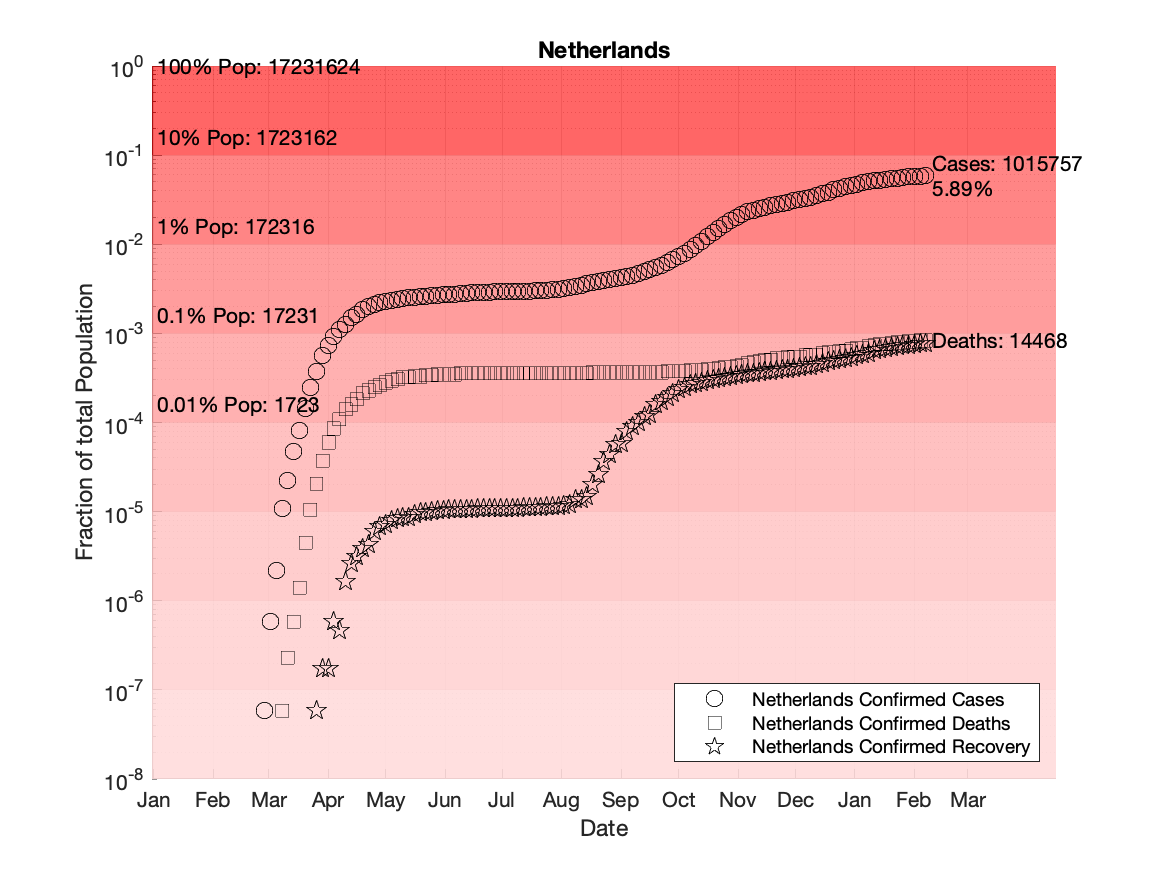 Netherlands
10^0
10^-1
10^-2
10^-3
10^-4
10^-5
10^-6
10^-7
10^-8
Fraction of total Population
100% Pop: 17231624
10% Pop: 1723162
1% Pop: 172316
0.1% Pop: 17231
0.01% Pop: 1723
Cases: 1015757
5.89%
Deaths: 14468
Netherlands Confirmed Cases
Netherlands Confirmed Deaths
Netherlands Confirmed Recovery
Jan Feb Mar Apr May Jun Jul Aug Sep Oct Nov Dec Jan Feb Mar
Date